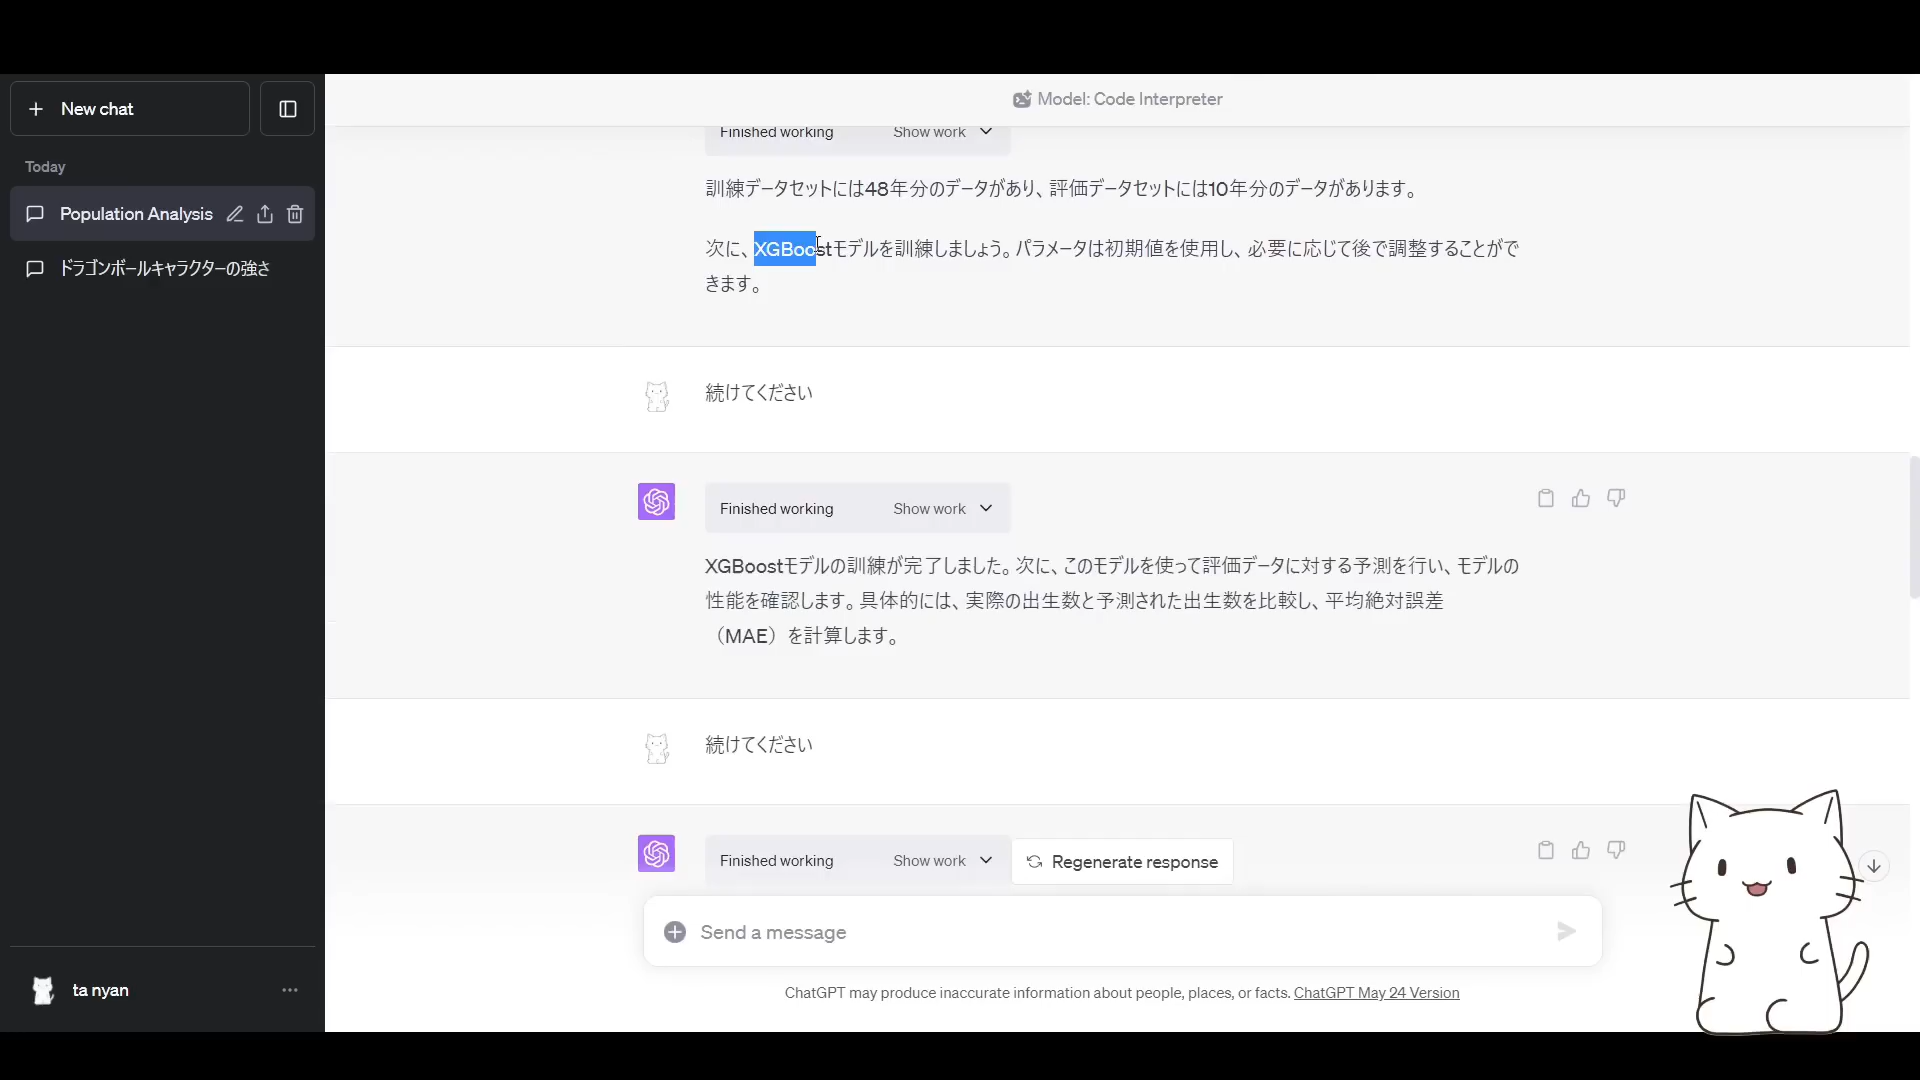 New chat
Today
Population Analysis
ドラゴンボールキャラクターの強さ
ta nyan
Model: Code Interpreter
Finished working Show work
訓練データセットには48年分のデータがあり、評価データセットには10年分のデータがあります。
次に、XGBoostモデルを訓練しましょう。パラメータは初期値を使用し、必要に応じて後で調整することがで
きます。
続けてください
Finished working Show work
XGBoostモデルの訓練が完了しました。次に、このモデルを使って評価データに対する予測を行い、モデルの
性能を確認します。具体的には、実際の出生数と予測された出生数を比較し、平均絶対誤差
（MAE）を計算します。
続けてください
Finished working Show work
Regenerate response
Send a message
ChatGPT may produce inaccurate information about people, places, or facts. ChatGPT May 24 Version